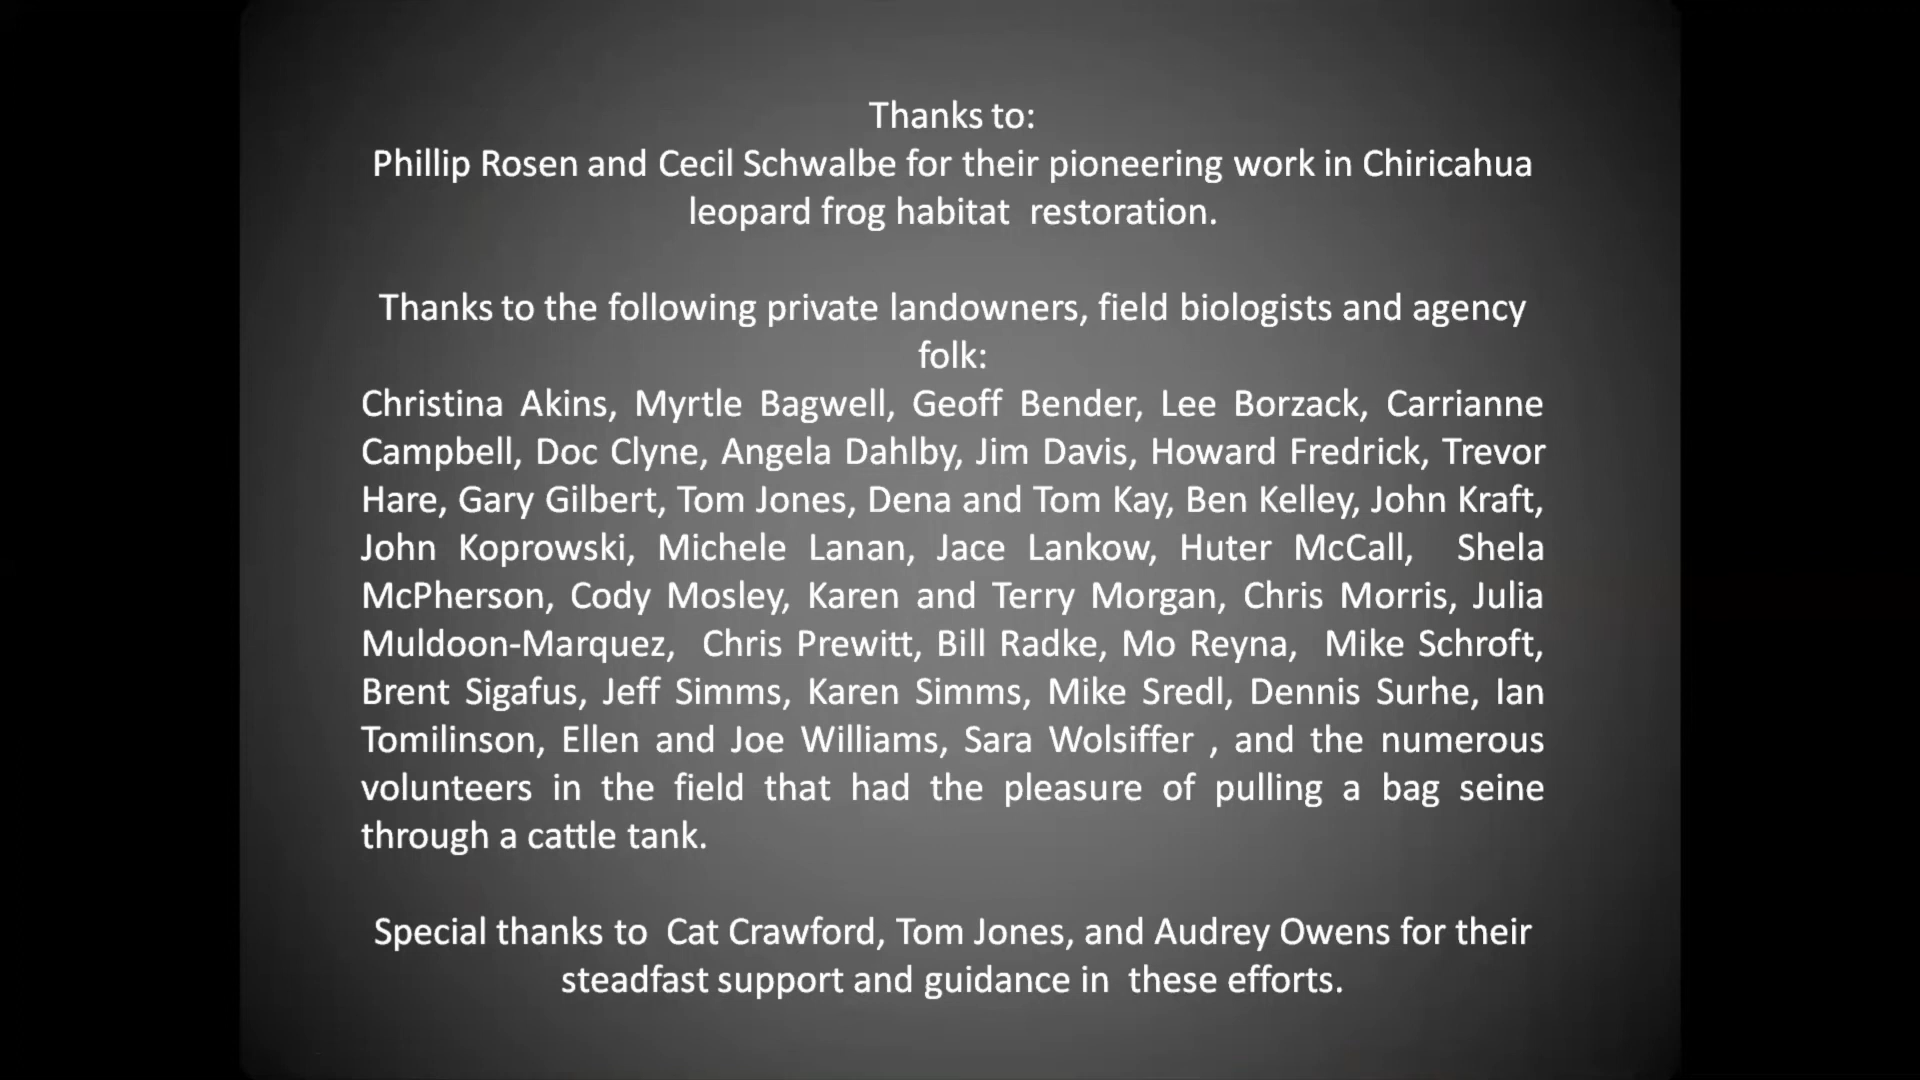 Thanks to:
Phillip Rosen and Cecil Schwalbe for their pioneering work in Chiricahua
leopard frog habitat  restoration.
Thanks to the following private landowners, field biologists and agency
folk:
Christina Akins, Myrtle Bagwell, Geoff Bender, Lee Borzack, Carrianne
Campbell, Doc Clyne, Angela Dahlby, Jim Davis, Howard Fredrick, Trevor
Hare, Gary Gilbert, Tom Jones, Dena and Tom Kay, Ben Kelley, John Kraft,
John Koprowski, Michele Lanan, Jace Lankow, Huter McCall,  Shela
McPherson, Cody Mosley, Karen and Terry Morgan, Chris Morris, Julia
Muldoon-Marquez,  Chris Prewitt, Bill Radke, Mo Reyna,  Mike Schroft,
Brent Sigafus, Jeff Simms, Karen Simms, Mike Sredl, Dennis Surhe, Ian
Tomilinson, Ellen and Joe Williams, Sara Wolsiffer , and the numerous
volunteers in the field that had the pleasure of pulling a bag seine
through a cattle tank.
Special thanks to  Cat Crawford, Tom Jones, and Audrey Owens for their
steadfast support and guidance in  these efforts.